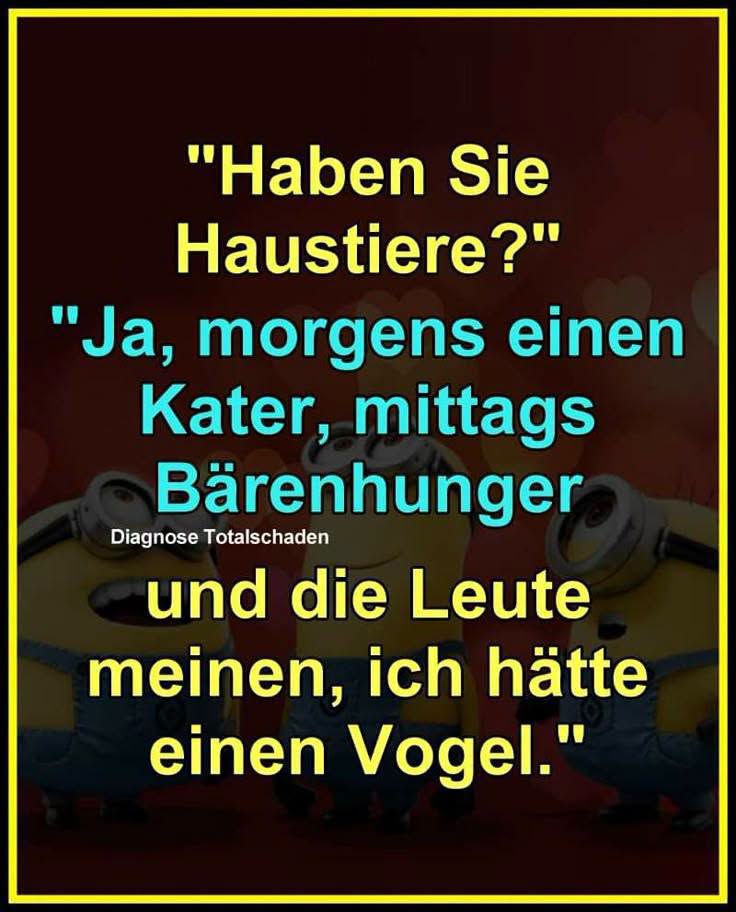 "Haben Sie
Haustiere?"
"Ja, morgens einen
Kater, mittags
Bärenhunger
Diagnose Totalschaden
und die Leute
meinen, ich hätte
einen Vogel."